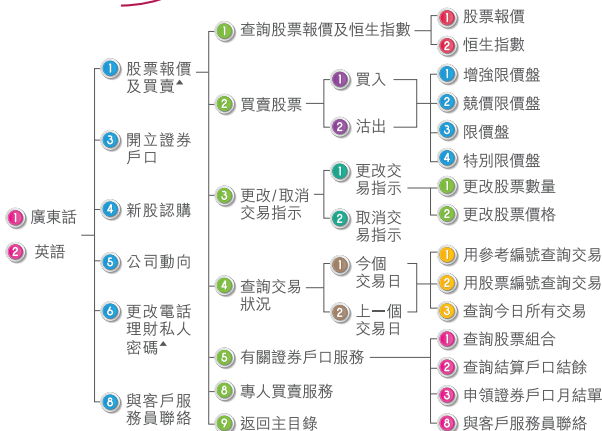 1 廣東話
2 英語
1 股票報價
及買賣▲
3 開立證券
戶口
4 新股認購
5 公司動向
6 更改電話
理財私人
密碼▲
8 與客戶服
務員聯絡
1 查詢股票報價及恒生指數
2 買賣股票
3 更改/取消
交易指示
4 查詢交易
狀況
5 有關證券戶口服務
8 專人買賣服務
9 返回主目錄
1 股票報價
2 恒生指數
1 買入
2 沽出
1 增強限價盤
2 競價限價盤
3 限價盤
4 特別限價盤
1 更改交
易指示
2 取消交
易指示
1 更改股票數量
2 更改股票價格
1 今個
交易日
2 上一個
交易日
1 用參考編號查詢交易
2 用股票編號查詢交易
3 查詢今日所有交易
1 查詢股票組合
2 查詢結算戶口結餘
3 申領證券戶口月結單
8 與客戶服務員聯絡